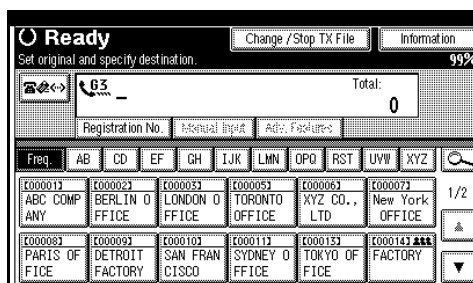 Ready
Change / Stop TX File
Information
Set original and specify destination.
99%
G3
Total:
0
Registration No.
Manual Input
Adv. Features
Freq.
AB
CD
EF
GH
IJK
LMN
OPQ
RST
UVW
XYZ
[00001]
ABC COMP
ANY
[00002]
BERLIN O
FFICE
[00003]
LONDON O
FFICE
[00005]
TORONTO
OFFICE
[00006]
XYZ CO.,
LTD
[00007]
New York
OFFICE
1/2
[00008]
PARIS OF
FICE
[00009]
DETROIT
FACTORY
[00010]
SAN FRAN
CISCO
[00011]
SYDNEY O
FFICE
[00013]
TOKYO OF
FICE
[00014]
FACTORY